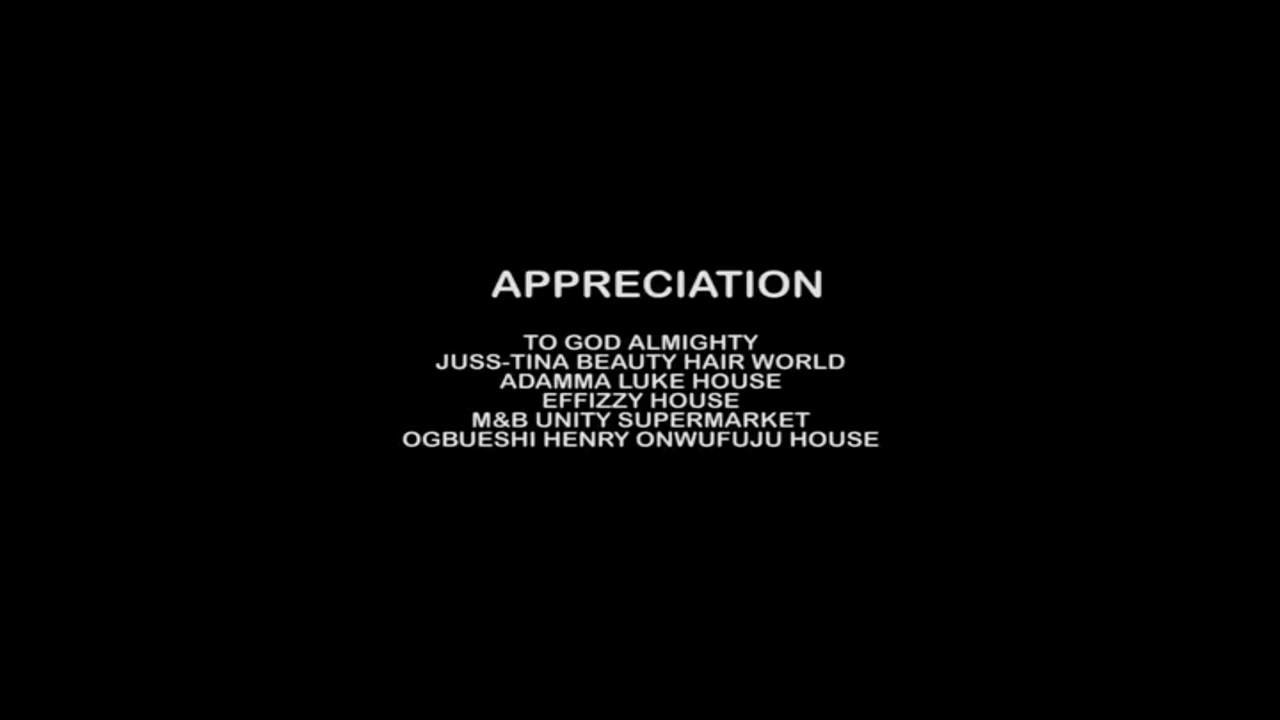 APPRECIATION
TO GOD ALMIGHTY
JUSS-TINA BEAUTY HAIR WORLD
ADAMMA LUKE HOUSE
EFFIZZY HOUSE
M&B UNITY SUPERMARKET
OGBUESHI HENRY ONWUFUJU HOUSE